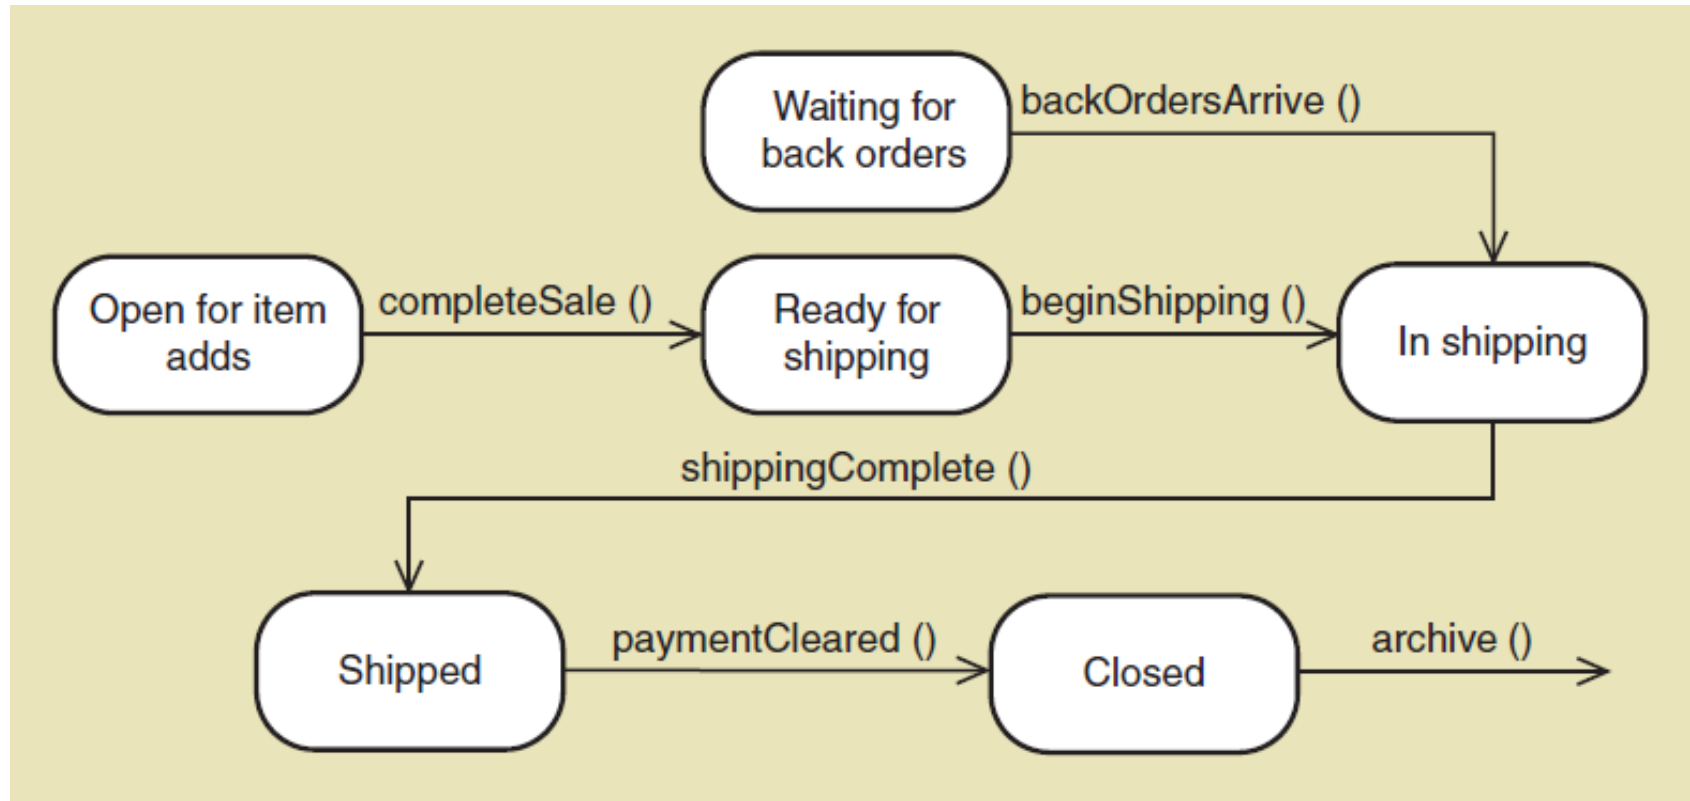 Waiting for
back orders
backOrdersArrive ()
Open for item
adds
completeSale ()
Ready for
shipping
beginShipping ()
In shipping
shippingComplete ()
Shipped
paymentCleared ()
Closed
archive ()